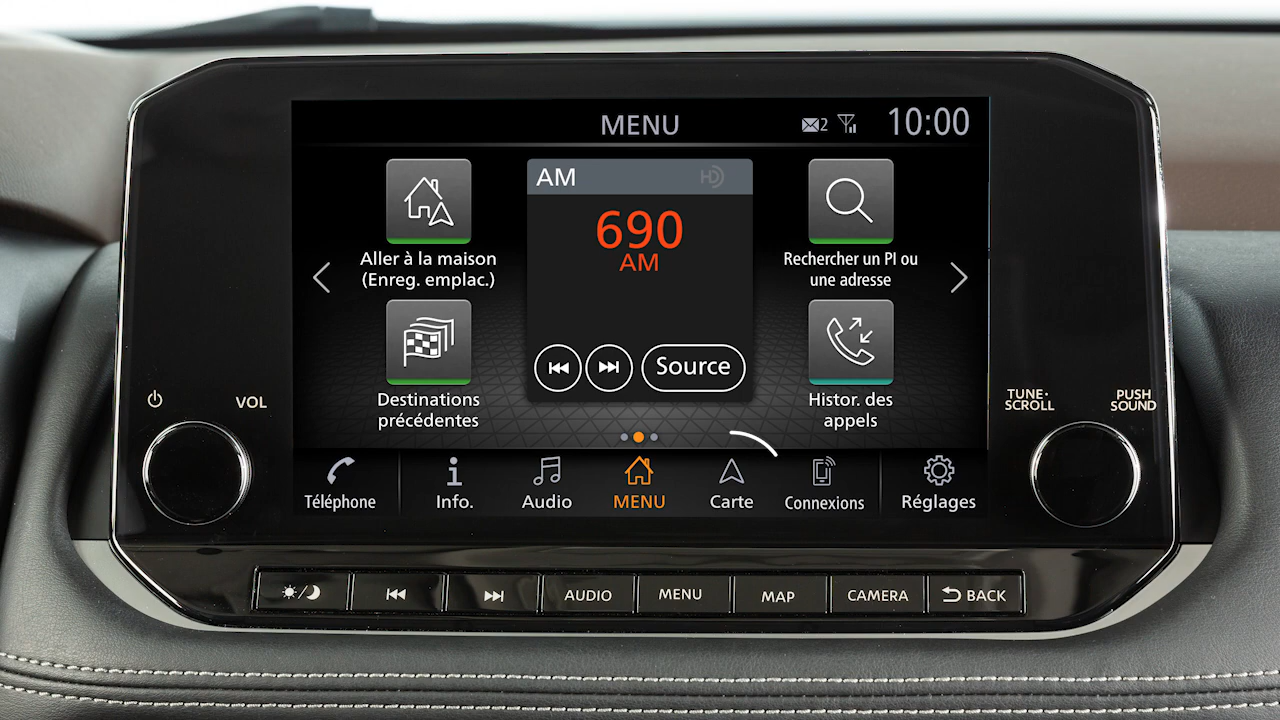 MENU
2
10:00
AM
HD
690
AM
Source
Aller à la maison
(Enreg. emplac.)
Destinations
précédentes
Rechercher un PI ou
une adresse
Histor. des
appels
Téléphone
Info.
Audio
MENU
Carte
Connexions
Réglages
VOL
TUNE·
SCROLL
PUSH
SOUND
AUDIO
MENU
MAP
CAMERA
BACK